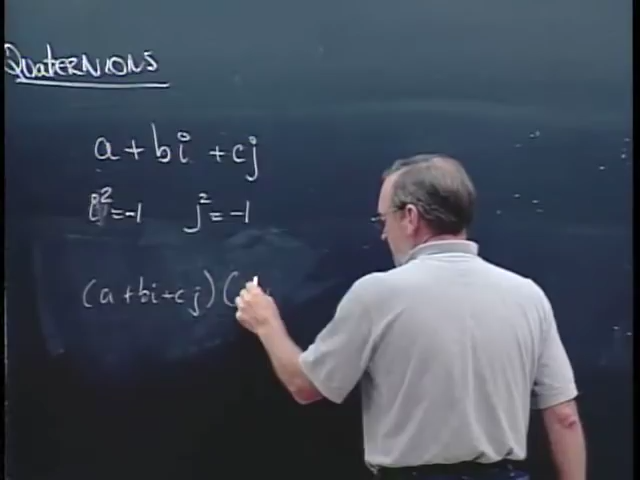 QUATERNIONS
a + bi + cj
i² = -1 j² = -1
(a + bi + cj) (